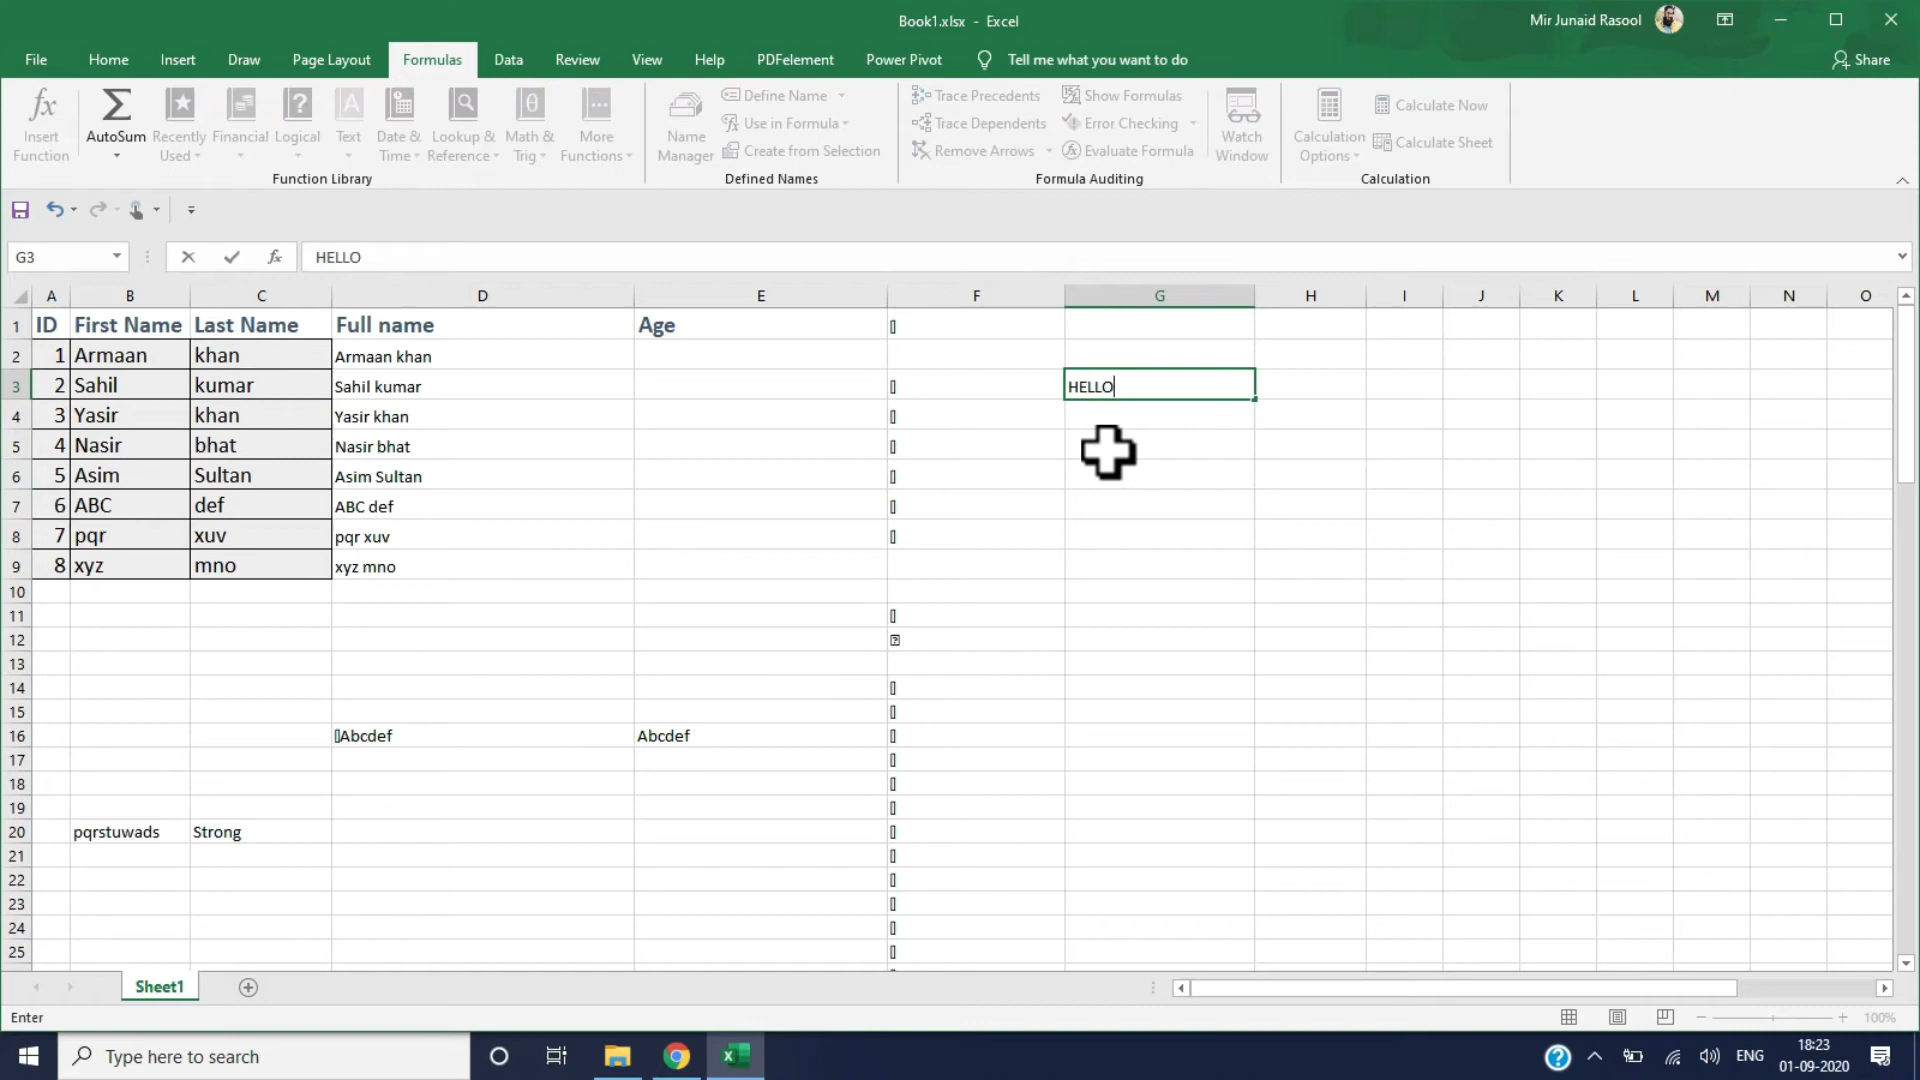 Book1.xlsx - Excel
Mir Junaid Rasool
File Home Insert Draw Page Layout Formulas Data Review View Help PDFelement Power Pivot Tell me what you want to do Share
Insert Function
AutoSum
Recently Used
Financial
Logical
Text
Date & Time
Lookup & Reference
Math & Trig
More Functions
Function Library
Name Manager
Define Name
Use in Formula
Create from Selection
Defined Names
Trace Precedents
Trace Dependents
Remove Arrows
Show Formulas
Error Checking
Evaluate Formula
Watch Window
Formula Auditing
Calculation Options
Calculate Now
Calculate Sheet
Calculation
G3 fx HELLO
A B C D E F G H I J K L M N O
1 ID First Name Last Name Full name Age
2 1 Armaan khan Armaan khan
3 2 Sahil kumar Sahil kumar HELLO
4 3 Yasir khan Yasir khan
5 4 Nasir bhat Nasir bhat
6 5 Asim Sultan Asim Sultan
7 6 ABC def ABC def
8 7 pqr xuv pqr xuv
9 8 xyz mno xyz mno
10
11
12
13
14
15
16 Abcdef Abcdef
17
18
19
20 pqrstuwads Strong
21
22
23
24
25
Sheet1
Enter
100%
Type here to search
ENG
18:23
01-09-2020